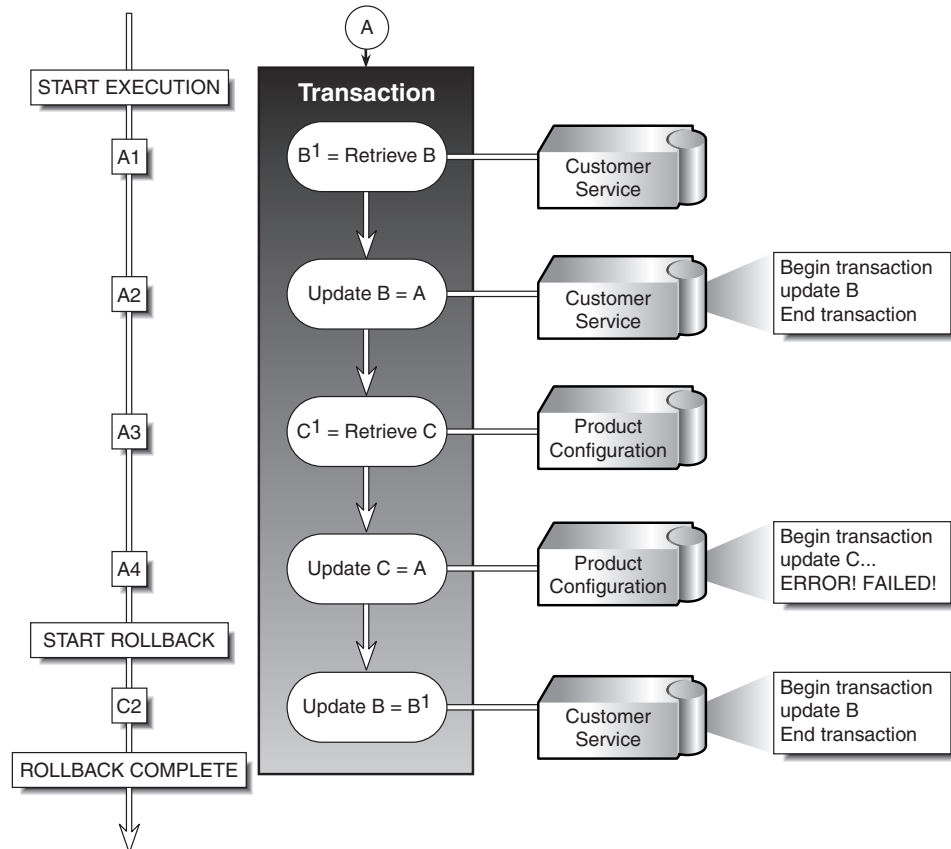 A
START EXECUTION
Transaction
A1
B1 = Retrieve B
Customer
Service
A2
Update B = A
Customer
Service
Begin transaction
update B
End transaction
A3
C1 = Retrieve C
Product
Configuration
A4
Update C = A
Product
Configuration
Begin transaction
update C...
ERROR! FAILED!
START ROLLBACK
C2
Update B = B1
Customer
Service
Begin transaction
update B
End transaction
ROLLBACK COMPLETE